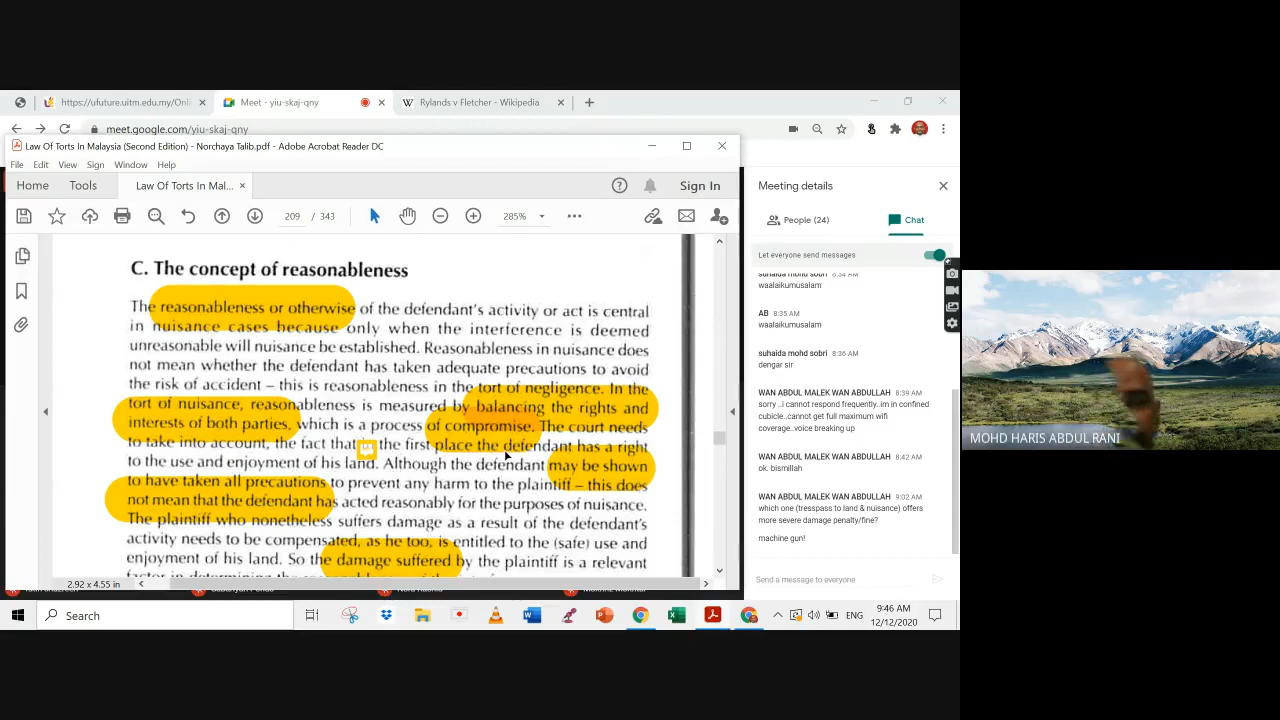 https://ufuture.uitm.edu.my/Onli
Meet - yiu-skaj-qny
Rylands v Fletcher - Wikipedia
meet.google.com/yiu-skaj-qny
Law Of Torts In Malaysia (Second Edition) - Norchaya Talib.pdf - Adobe Acrobat Reader DC
File Edit View Sign Window Help
Home Tools Law Of Torts In Mal... Sign In
209 / 343 285%
C. The concept of reasonableness
The reasonableness or otherwise of the defendant's activity or act is central
in nuisance cases because only when the interference is deemed
unreasonable will nuisance be established. Reasonableness in nuisance does
not mean whether the defendant has taken adequate precautions to avoid
the risk of accident – this is reasonableness in the tort of negligence. In the
tort of nuisance, reasonableness is measured by balancing the rights and
interests of both parties, which is a process of compromise. The court needs
to take into account, the fact that the first place the defendant has a right
to the use and enjoyment of his land. Although the defendant may be shown
to have taken all precautions to prevent any harm to the plaintiff – this does
not mean that the defendant has acted reasonably for the purposes of nuisance.
The plaintiff who nonetheless suffers damage as a result of the defendant's
activity needs to be compensated, as he too, is entitled to the (safe) use and
enjoyment of his land. So the damage suffered by the plaintiff is a relevant
2.92 x 4.55 in
Meeting details
People (24) Chat
Let everyone send messages
suhaida mohd sobri 8:34 AM
waalaikumusalam
AB 8:35 AM
waalaikumusalam
suhaida mohd sobri 8:36 AM
dengar sir
WAN ABDUL MALEK WAN ABDULLAH 8:39 AM
sorry ..i cannot respond frequently..im in confined
cubicle..cannot get full maximum wifi
coverage..voice breaking up
WAN ABDUL MALEK WAN ABDULLAH 8:42 AM
ok. bismillah
WAN ABDUL MALEK WAN ABDULLAH 9:02 AM
which one (tresspass to land & nuisance) offers
more severe damage penalty/fine?
machine gun!
Send a message to everyone
MOHD HARIS ABDUL RANI
Search
ENG
9:46 AM
12/12/2020